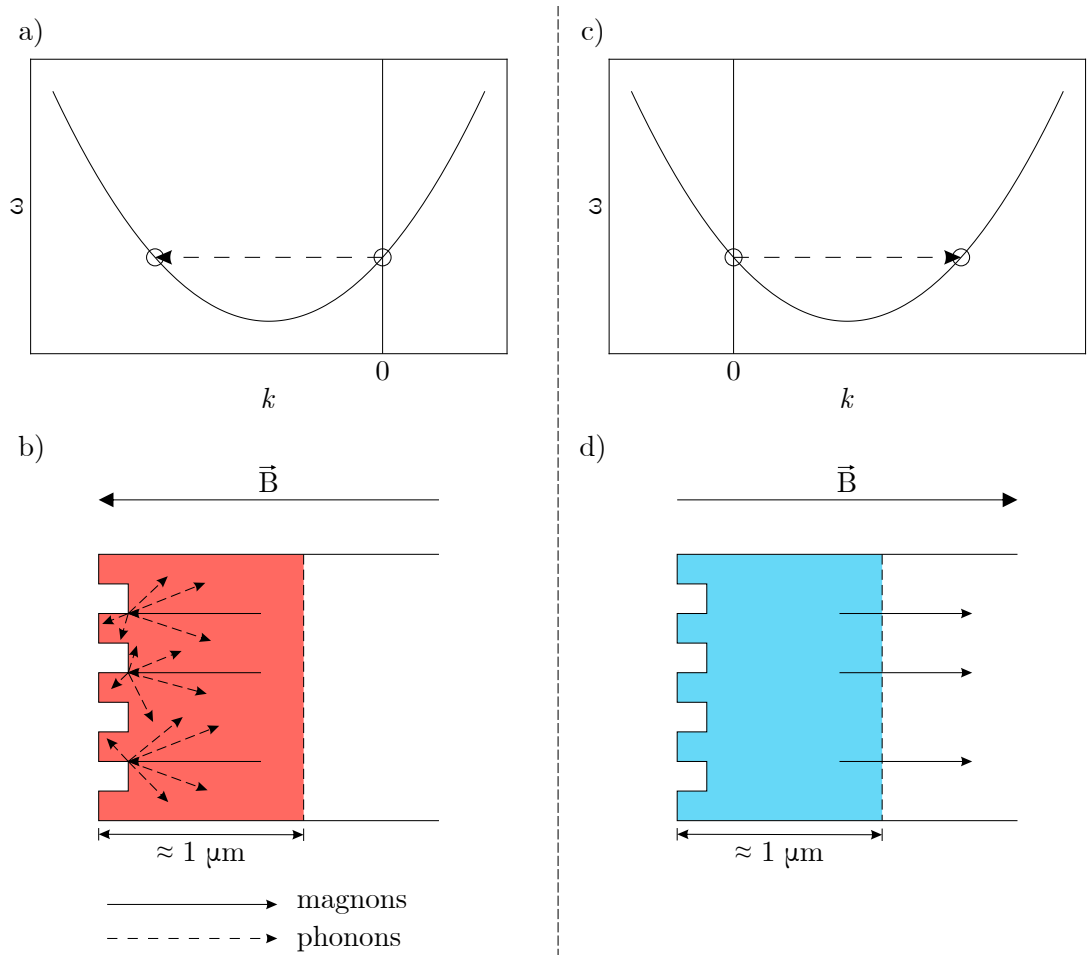 a)
ω
0
k
b)
B⃗
≈ 1 μm
magnons
phonons
c)
ω
0
k
d)
B⃗
≈ 1 μm